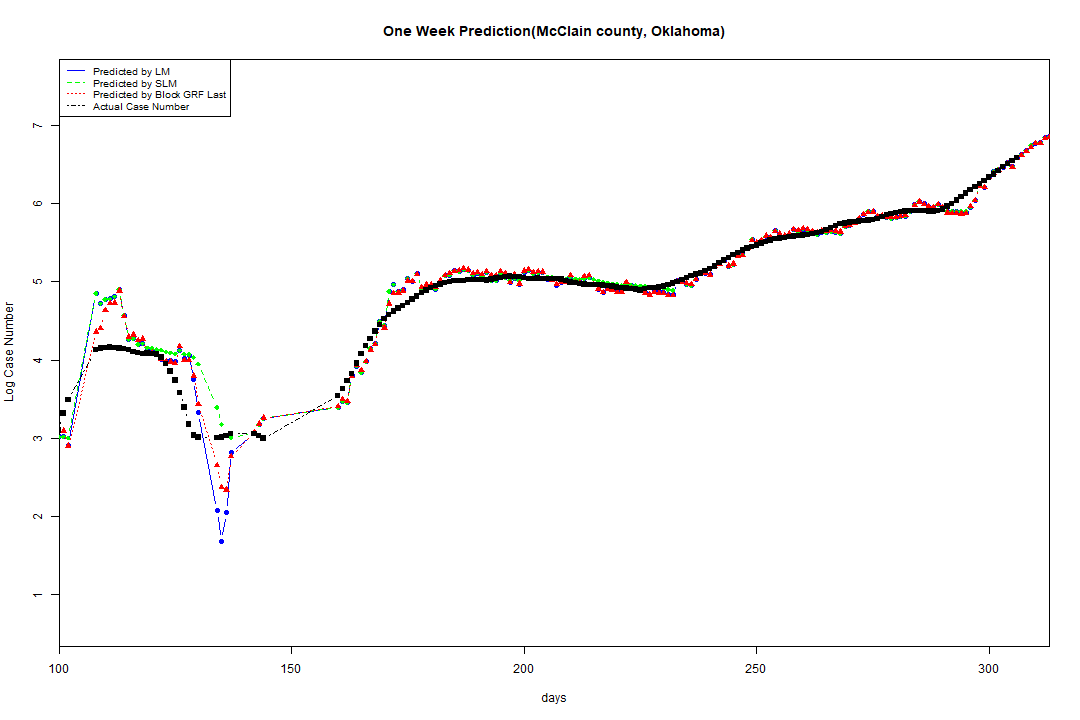 One Week Prediction(McClain county, Oklahoma)
Predicted by LM
Predicted by SLM
Predicted by Block GRF Last
Actual Case Number
Log Case Number
7
6
5
4
3
2
1
100 150 200 250 300
days